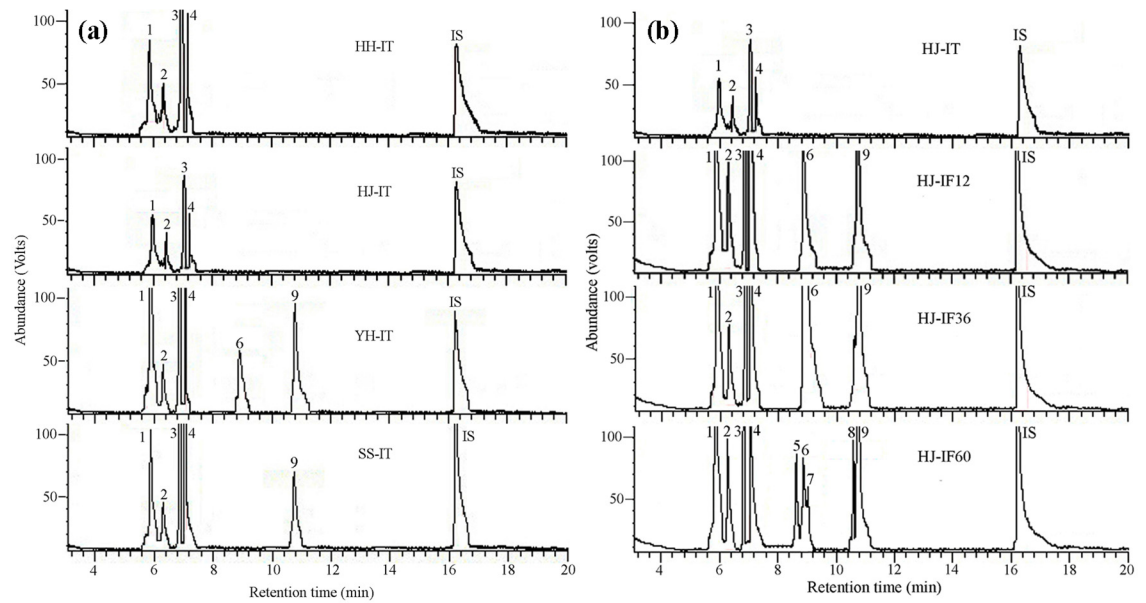 (a)
Abundance (Volts)
100
50
1
2
3
4
IS
HH-IT
100
50
1
2
3
4
IS
HJ-IT
100
50
1
2
3
4
6
9
IS
YH-IT
100
50
1
2
3
4
9
IS
SS-IT
4 6 8 10 12 14 16 18 20
Retention time (min)
(b)
Abundance (volts)
100
50
1
2
3
4
IS
HJ-IT
100
50
1
2
3
4
6
9
IS
HJ-IF12
100
50
1
2
3
4
6
9
IS
HJ-IF36
100
50
1
2
3
4
5
6
7
8
9
IS
HJ-IF60
4 6 8 10 12 14 16 18 20
Retention time (min)